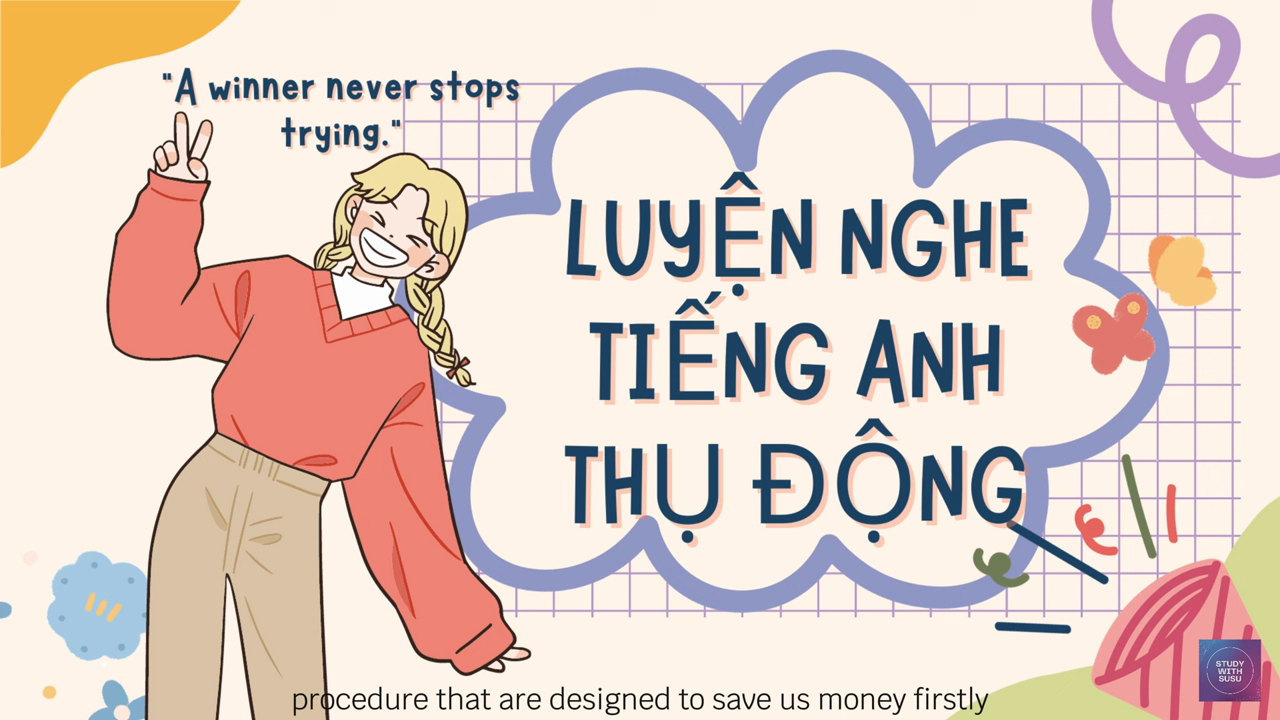 "A winner never stops
trying."
LUYỆN NGHE
TIẾNG ANH
THỤ ĐỘNG
STUDY
WITH
SUSU
procedure that are designed to save us money firstly